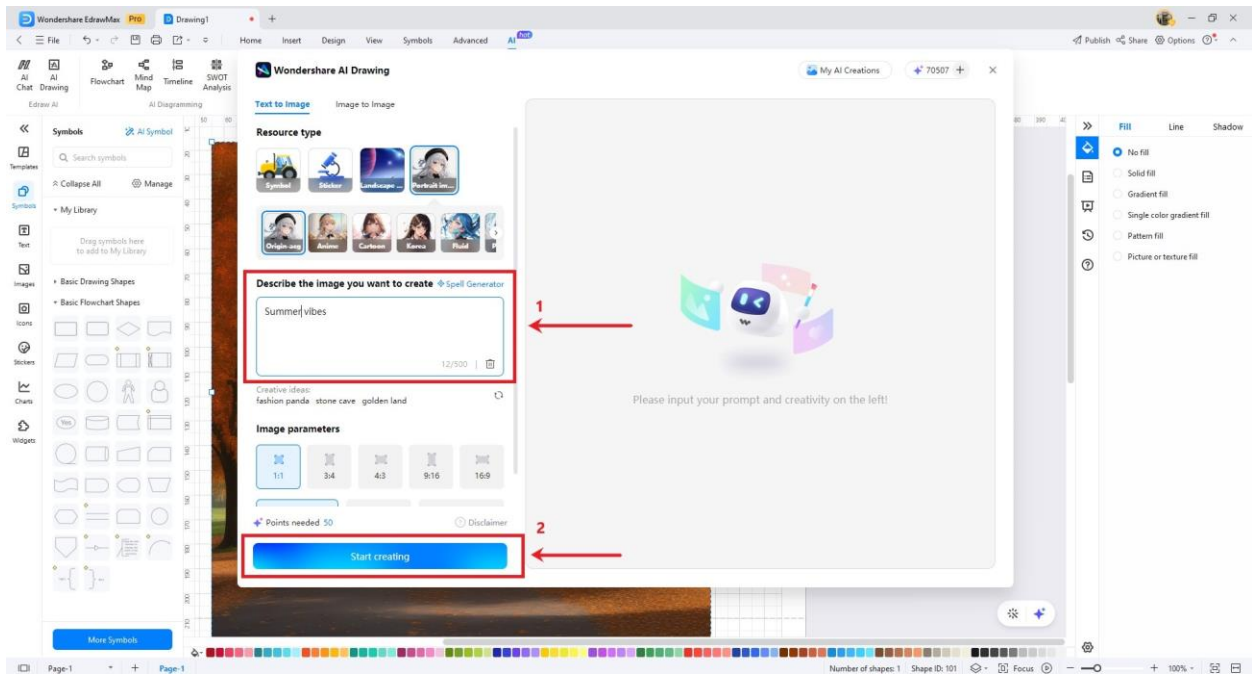 Wondershare EdrawMax Pro Drawing1
File Home Insert Design View Symbols Advanced AI hot Publish Share Options
AI Chat
AI Drawing
Flowchart
Mind Map
Timeline
SWOT Analysis
Edraw AI AI Diagramming
Templates
Symbols
Text
Images
Icons
Stickers
Charts
Widgets
Symbols AI Symbol
Search symbols
Collapse All Manage
My Library
Drag symbols here
to add to My Library
Basic Drawing Shapes
Basic Flowchart Shapes
Yes
More Symbols
Wondershare AI Drawing My AI Creations 70507 +
Text to Image Image to Image
Resource type
Symbol Sticker Landscape ... Portrait im...
Origin-aug Anime Cartoon Korea Fluid
Describe the image you want to create Spell Generator
Summer vibes
12/500
1
Creative ideas:
fashion panda stone cave golden land
Image parameters
1:1 3:4 4:3 9:16 16:9
Points needed 50 Disclaimer
2
Start creating
Please input your prompt and creativity on the left!
Fill Line Shadow
No fill
Solid fill
Gradient fill
Single color gradient fill
Pattern fill
Picture or texture fill
Page-1 + Page-1 Number of shapes: 1 Shape ID: 101 Focus 100%